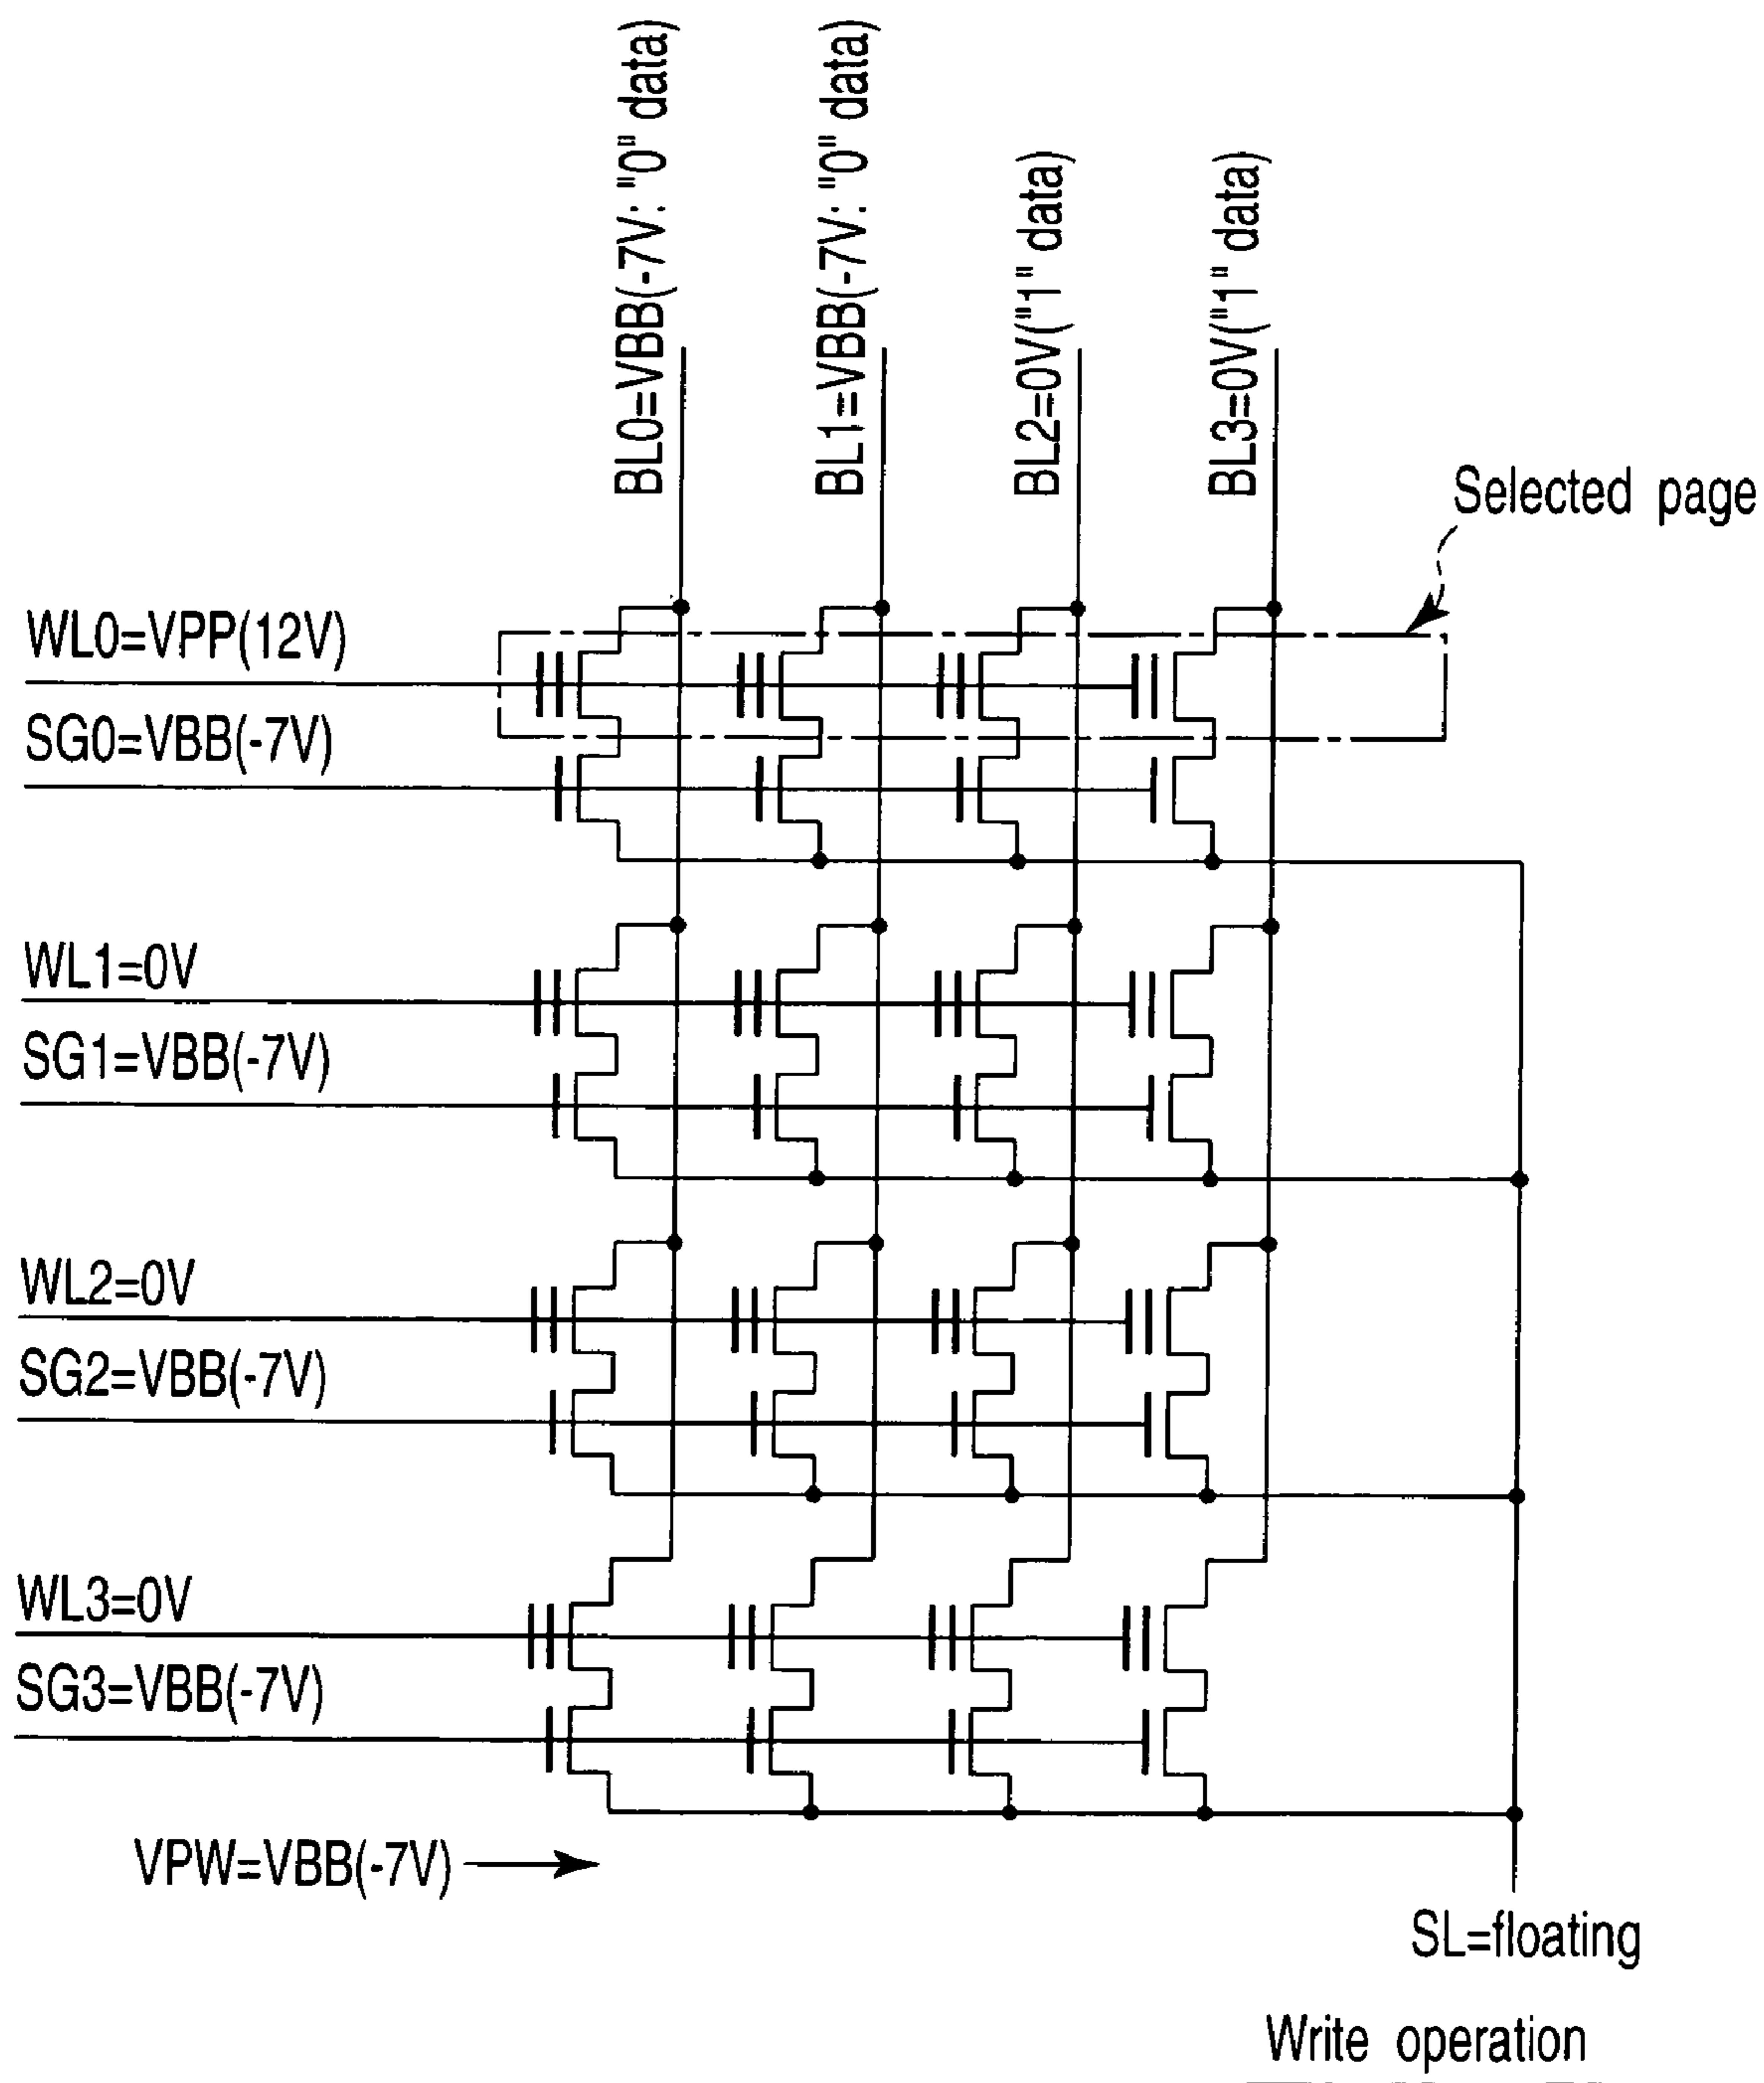 BL0=VBB(-7V: "0" data)
BL1=VBB(-7V: "0" data)
BL2=0V("1" data)
BL3=0V("1" data)
Selected page
WL0=VPP(12V)
SG0=VBB(-7V)
WL1=0V
SG1=VBB(-7V)
WL2=0V
SG2=VBB(-7V)
WL3=0V
SG3=VBB(-7V)
VPW=VBB(-7V)
SL=floating
Write operation